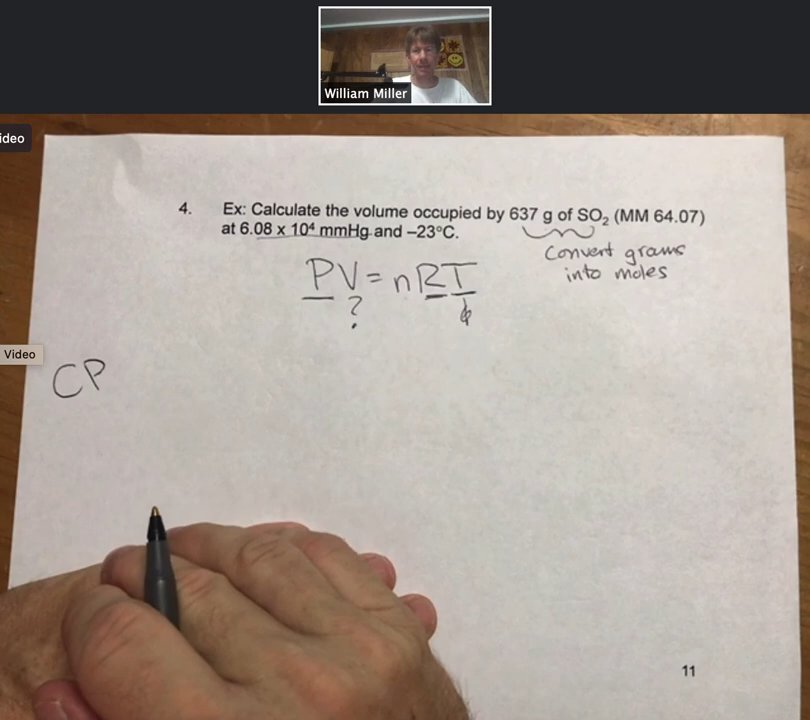 William Miller
ideo
4. Ex: Calculate the volume occupied by 637 g of SO₂ (MM 64.07)
at 6.08 x 10⁴ mmHg and –23°C.
Convert grams
into moles
PV = nRT
?
Video
CP
11